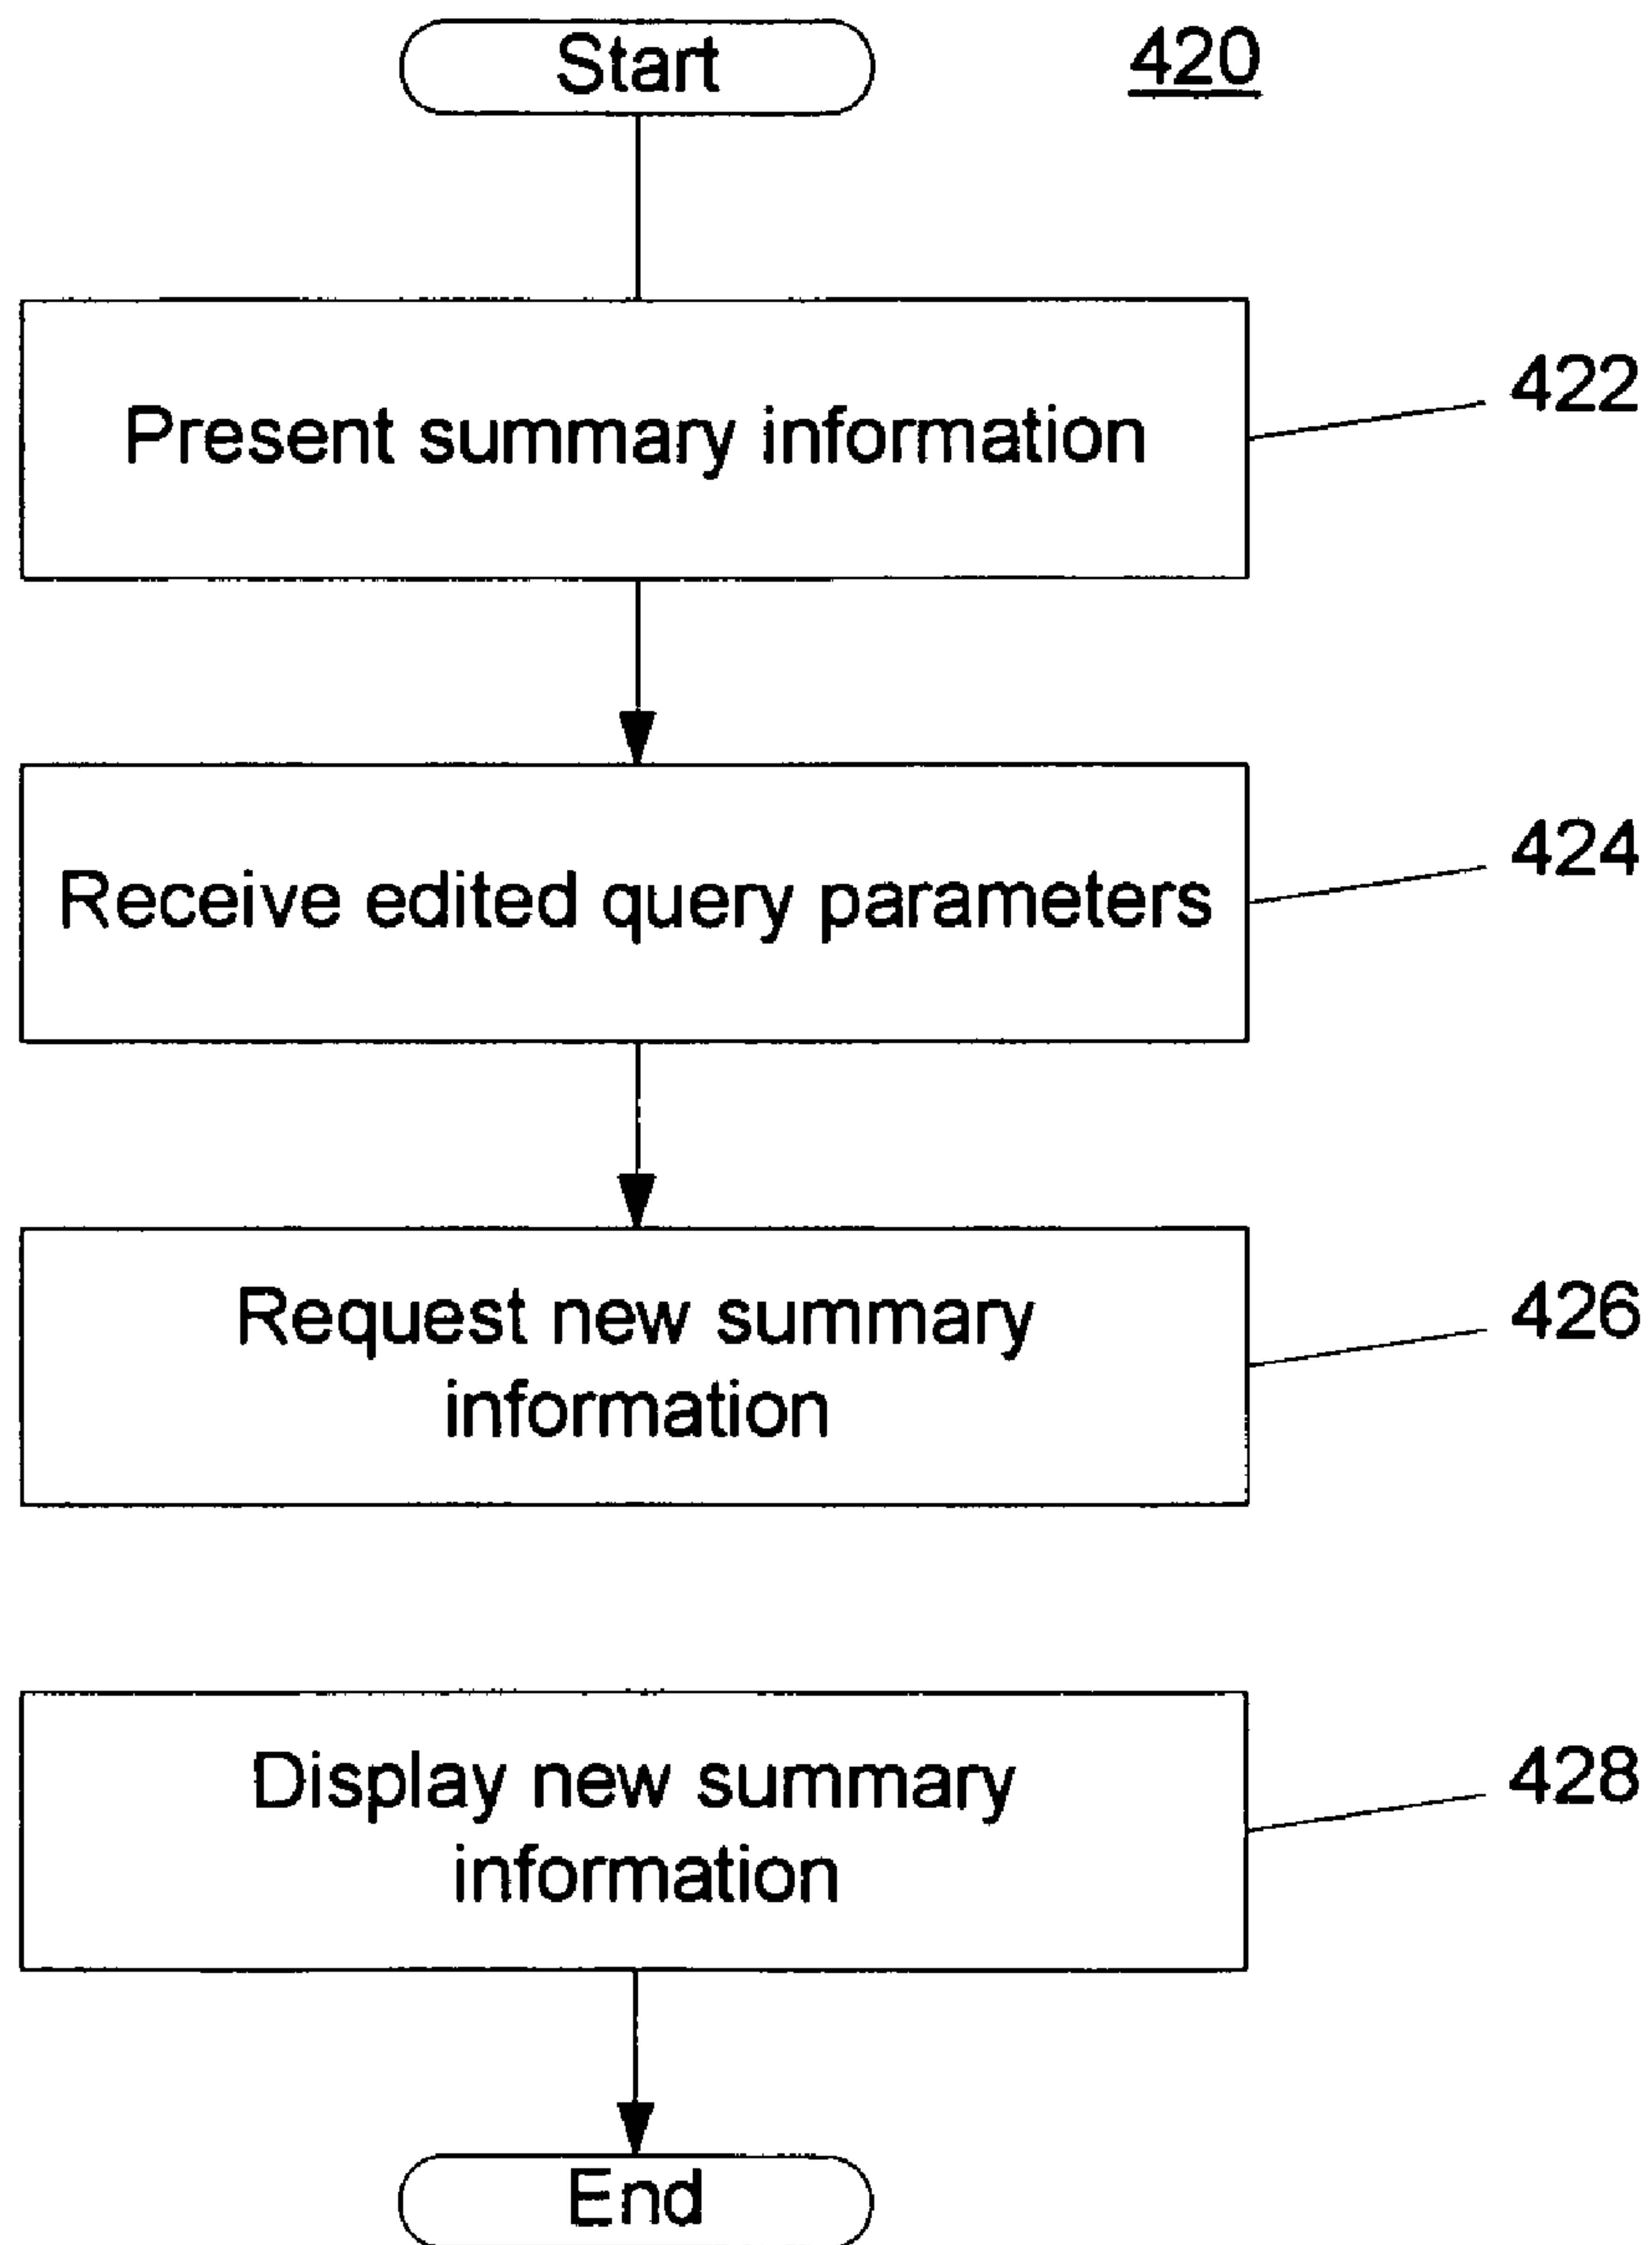 Start
420
Present summary information
422
Receive edited query parameters
424
Request new summary
information
426
Display new summary
information
428
End